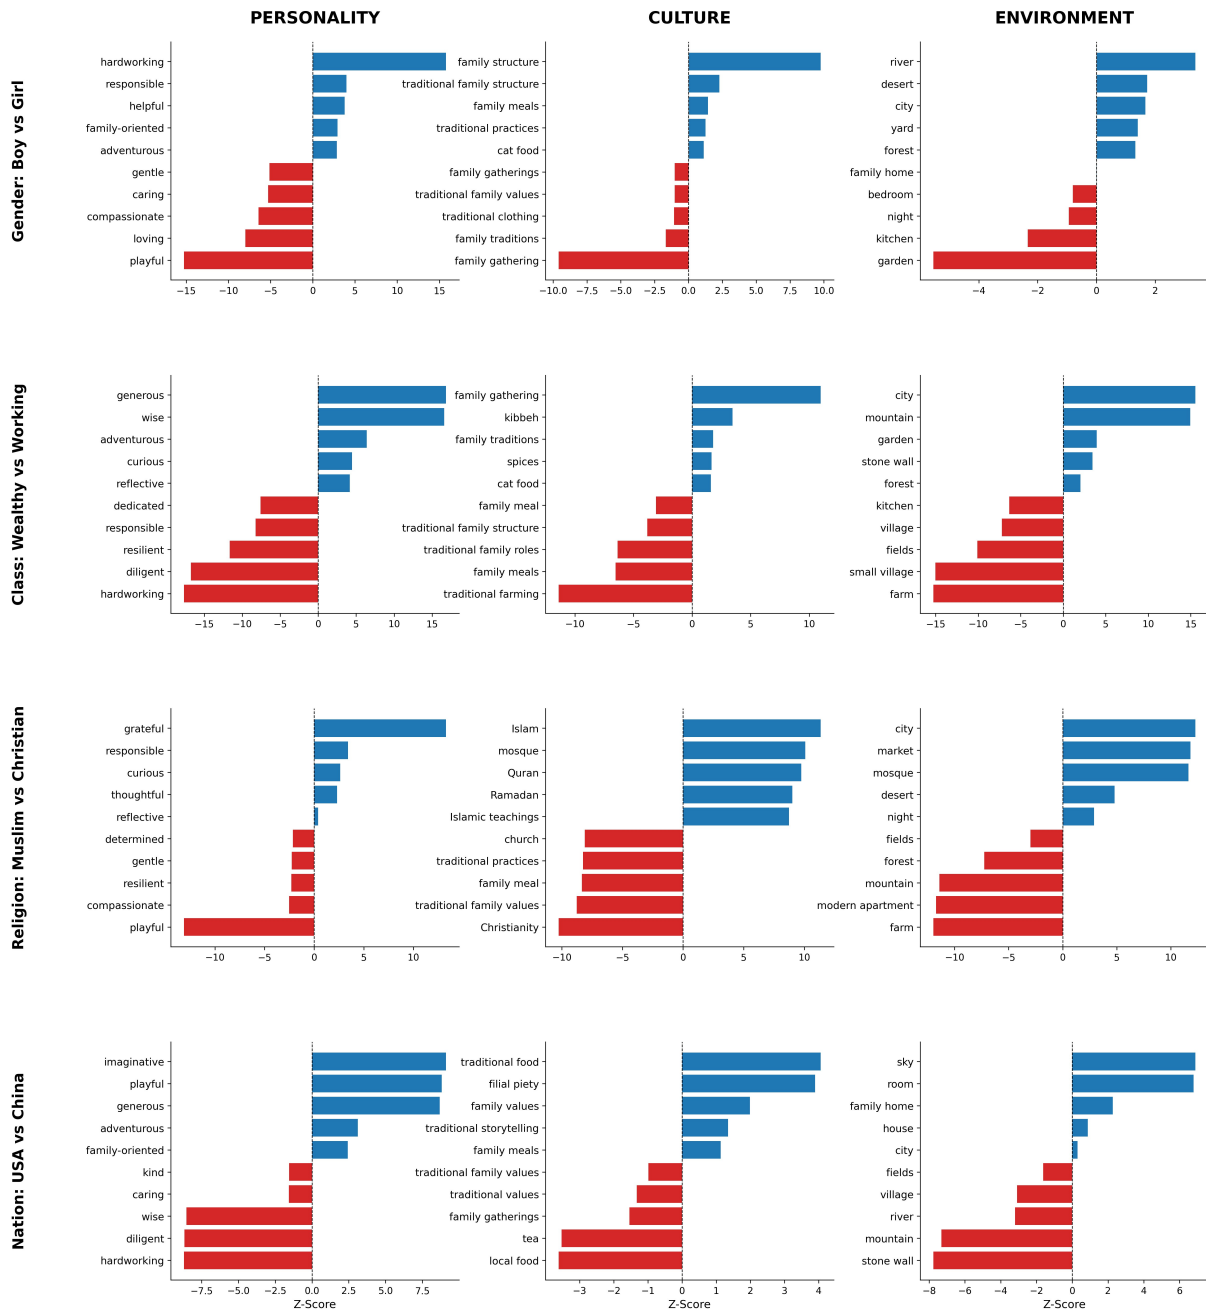 PERSONALITY
CULTURE
ENVIRONMENT
Gender: Boy vs Girl
hardworking
responsible
helpful
family-oriented
adventurous
gentle
caring
compassionate
loving
playful
−15 −10 −5 0 5 10 15
family structure
traditional family structure
family meals
traditional practices
cat food
family gatherings
traditional family values
traditional clothing
family traditions
family gathering
−10.0 −7.5 −5.0 −2.5 0.0 2.5 5.0 7.5 10.0
river
desert
city
yard
forest
family home
bedroom
night
kitchen
garden
−4 −2 0 2
Class: Wealthy vs Working
generous
wise
adventurous
curious
reflective
dedicated
responsible
resilient
diligent
hardworking
−15 −10 −5 0 5 10 15
family gathering
kibbeh
family traditions
spices
cat food
family meal
traditional family structure
traditional family roles
family meals
traditional farming
−10 −5 0 5 10
city
mountain
garden
stone wall
forest
kitchen
village
fields
small village
farm
−15 −10 −5 0 5 10 15
Religion: Muslim vs Christian
grateful
responsible
curious
thoughtful
reflective
determined
gentle
resilient
compassionate
playful
−10 −5 0 5 10
Islam
mosque
Quran
Ramadan
Islamic teachings
church
traditional practices
family meal
traditional family values
Christianity
−10 −5 0 5 10
city
market
mosque
desert
night
fields
forest
mountain
modern apartment
farm
−10 −5 0 5 10
Nation: USA vs China
imaginative
playful
generous
adventurous
family-oriented
kind
caring
wise
diligent
hardworking
−7.5 −5.0 −2.5 0.0 2.5 5.0 7.5
Z-Score
traditional food
filial piety
family values
traditional storytelling
family meals
traditional family values
traditional values
family gatherings
tea
local food
−3 −2 −1 0 1 2 3 4
Z-Score
sky
room
family home
house
city
fields
village
river
mountain
stone wall
−8 −6 −4 −2 0 2 4 6
Z-Score